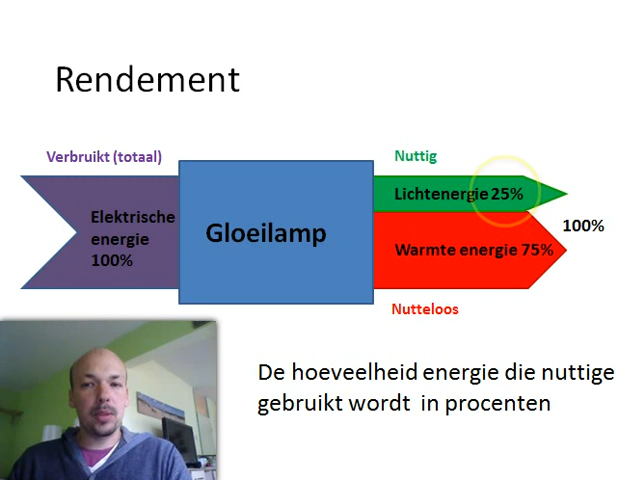 Rendement
Verbruikt (totaal)
Nuttig
Lichtenergie 25%
Elektrische
energie
100%
Gloeilamp
100%
Warmte energie 75%
Nutteloos
De hoeveelheid energie die nuttige
gebruikt wordt in procenten